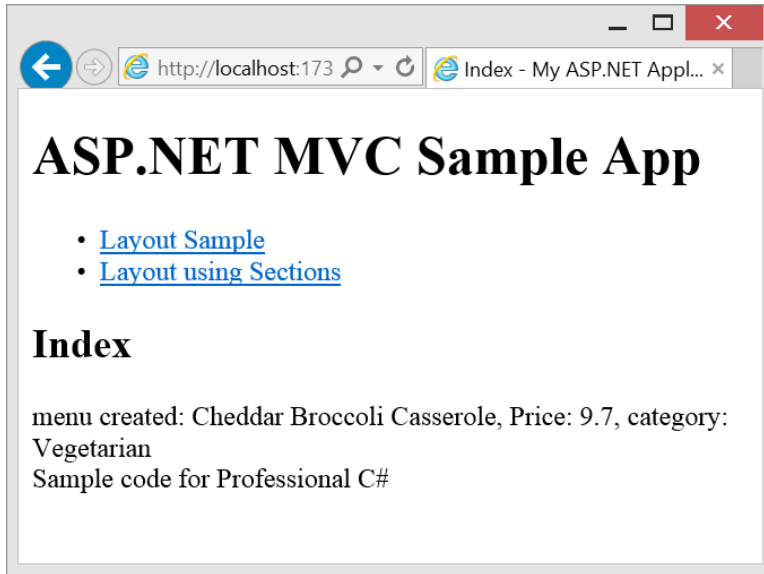 http://localhost:173
Index - My ASP.NET Appl...
ASP.NET MVC Sample App
• Layout Sample
• Layout using Sections
Index
menu created: Cheddar Broccoli Casserole, Price: 9.7, category:
Vegetarian
Sample code for Professional C#